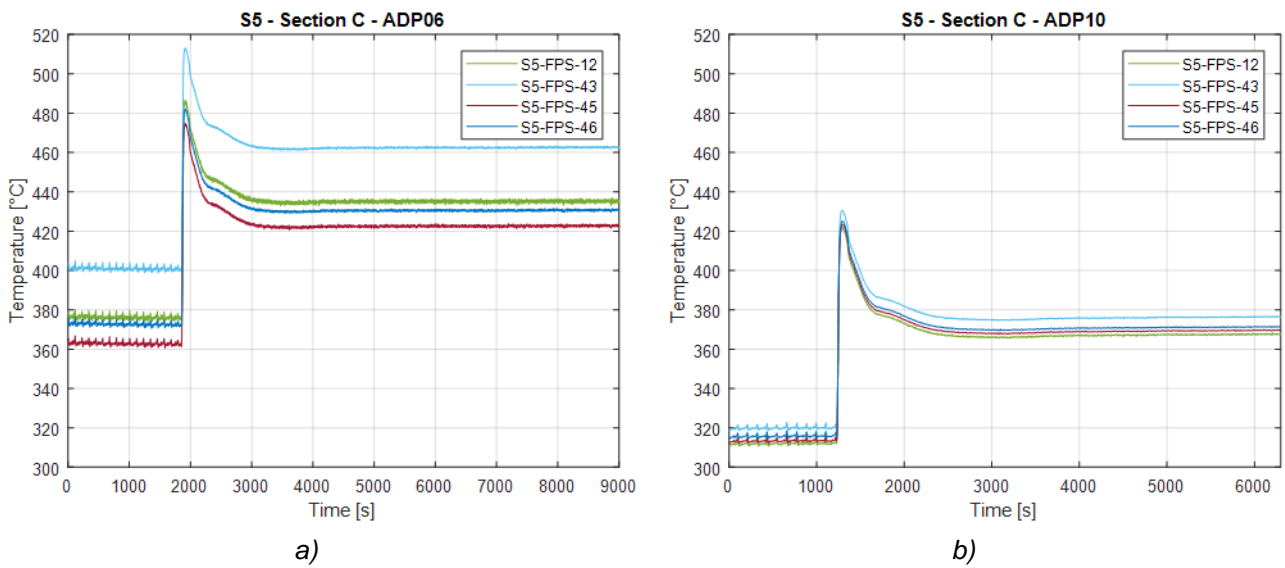 S5 - Section C - ADP06
520
500
480
460
440
420
400
380
360
340
320
300
Temperature [°C]
S5-FPS-12
S5-FPS-43
S5-FPS-45
S5-FPS-46
0 1000 2000 3000 4000 5000 6000 7000 8000 9000
Time [s]
a)
S5 - Section C - ADP10
520
500
480
460
440
420
400
380
360
340
320
300
Temperature [°C]
S5-FPS-12
S5-FPS-43
S5-FPS-45
S5-FPS-46
0 1000 2000 3000 4000 5000 6000
Time [s]
b)